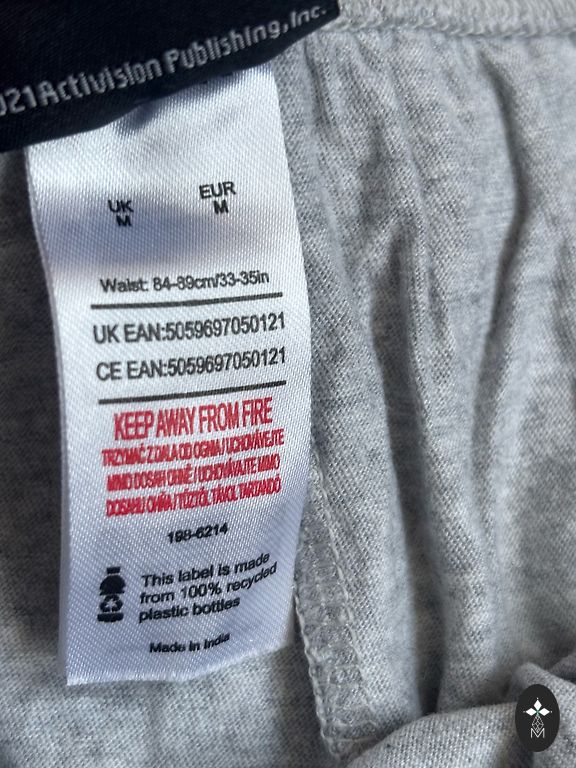 021 Activision Publishing, Inc.
UK EUR
M M
Waist: 84-89cm/33-35in
UK EAN:5059697050121
CE EAN:5059697050121
KEEP AWAY FROM FIRE
TRZYMAĆ Z DALA OD OGNIA / UCHOVÁVEJTE
MIMO DOSAH OHNĚ / UCHOVÁVAJTE MIMO
DOSAHU OHŇA / TŰZTŐL TÁVOL TARTANDÓ
198-6214
This label is made
from 100% recycled
plastic bottles
Made in India
M